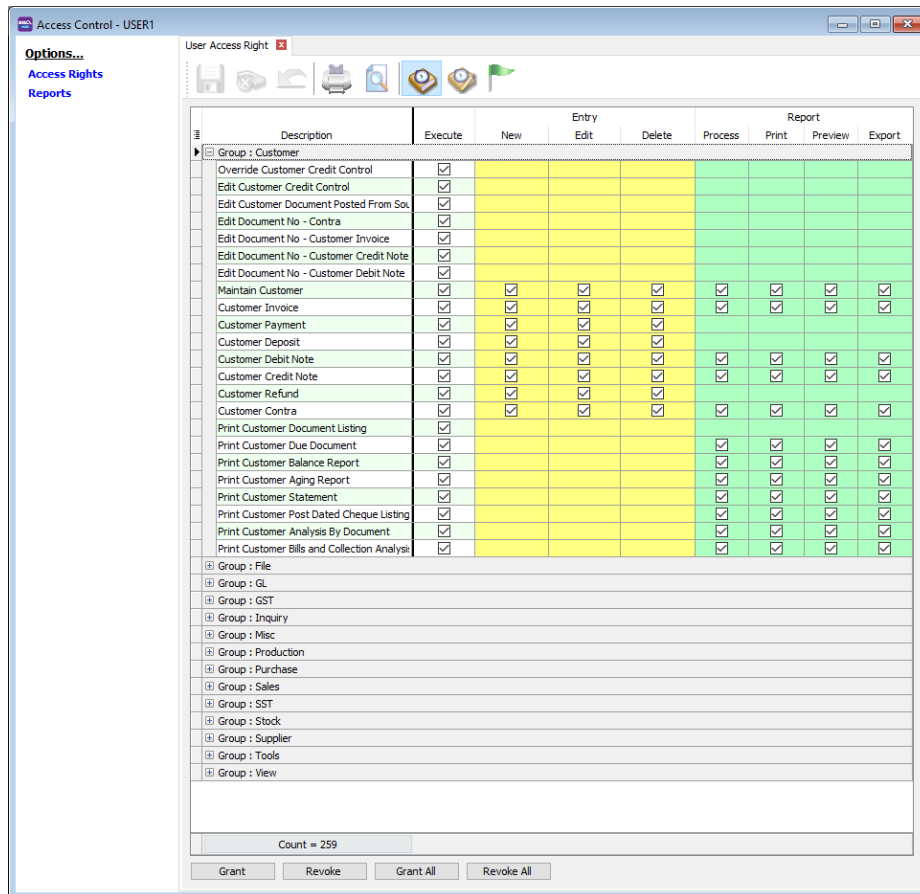 Access Control - USER1
Options...
Access Rights
Reports
User Access Right
Entry Report
Description Execute New Edit Delete Process Print Preview Export
Group : Customer
Override Customer Credit Control
Edit Customer Credit Control
Edit Customer Document Posted From Sou
Edit Document No - Contra
Edit Document No - Customer Invoice
Edit Document No - Customer Credit Note
Edit Document No - Customer Debit Note
Maintain Customer
Customer Invoice
Customer Payment
Customer Deposit
Customer Debit Note
Customer Credit Note
Customer Refund
Customer Contra
Print Customer Document Listing
Print Customer Due Document
Print Customer Balance Report
Print Customer Aging Report
Print Customer Statement
Print Customer Post Dated Cheque Listing
Print Customer Analysis By Document
Print Customer Bills and Collection Analysis
Group : File
Group : GL
Group : GST
Group : Inquiry
Group : Misc
Group : Production
Group : Purchase
Group : Sales
Group : SST
Group : Stock
Group : Supplier
Group : Tools
Group : View
Count = 259
Grant Revoke Grant All Revoke All